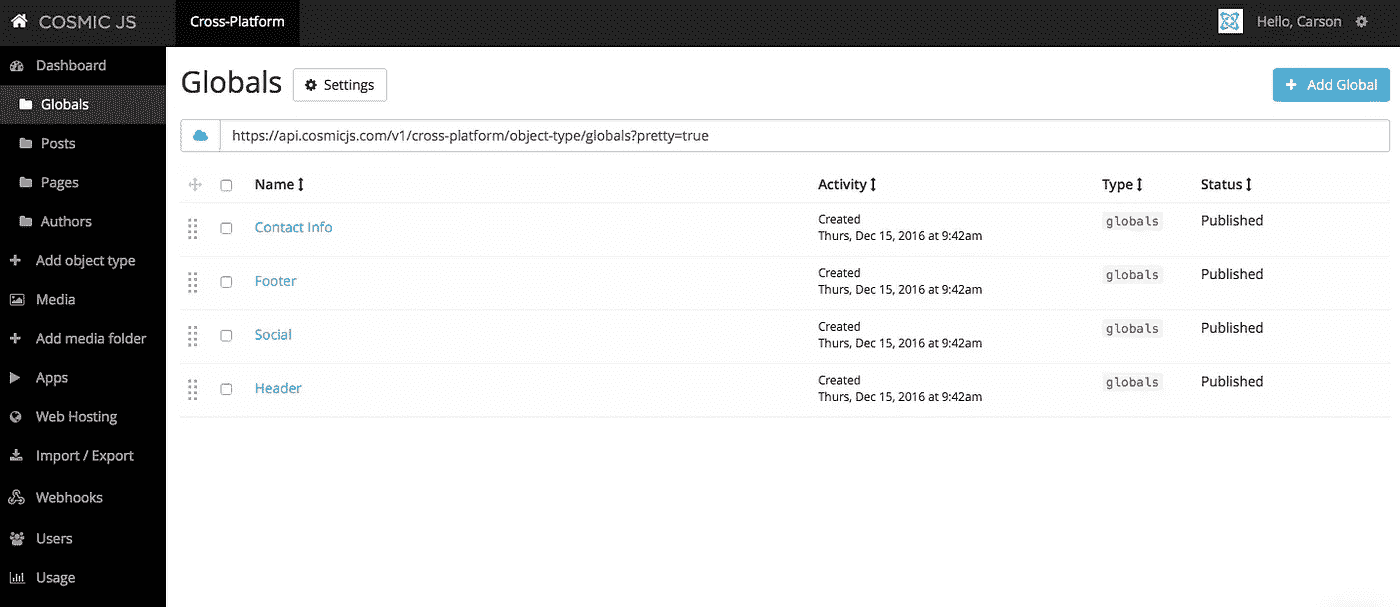 COSMIC JS
Cross-Platform
Hello, Carson
Dashboard
Globals
Posts
Pages
Authors
Add object type
Media
Add media folder
Apps
Web Hosting
Import / Export
Webhooks
Users
Usage
Globals
Settings
Add Global
https://api.cosmicjs.com/v1/cross-platform/object-type/globals?pretty=true
Name Activity Type Status
Contact Info Created globals Published
Thurs, Dec 15, 2016 at 9:42am
Footer Created globals Published
Thurs, Dec 15, 2016 at 9:42am
Social Created globals Published
Thurs, Dec 15, 2016 at 9:42am
Header Created globals Published
Thurs, Dec 15, 2016 at 9:42am